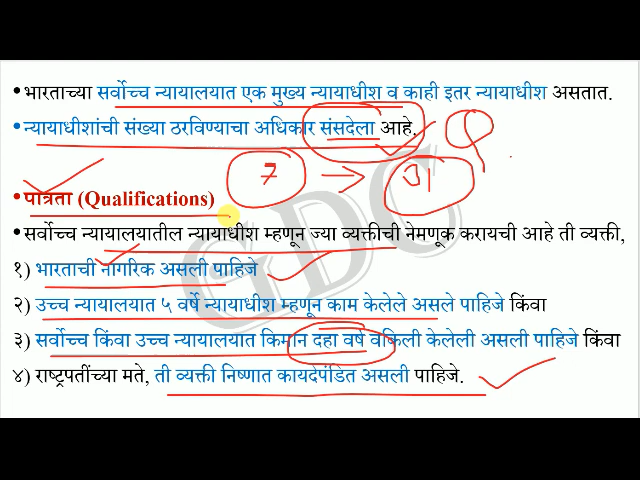 •भारताच्या सर्वोच्च न्यायालयात एक मुख्य न्यायाधीश व काही इतर न्यायाधीश असतात.
•न्यायाधीशांची संख्या ठरविण्याचा अधिकार संसदेला आहे.
7 → 31
•पात्रता (Qualifications)
•सर्वोच्च न्यायालयातील न्यायाधीश म्हणून ज्या व्यक्तीची नेमणूक करायची आहे ती व्यक्ती,
१) भारताची नागरिक असली पाहिजे
२) उच्च न्यायालयात ५ वर्षे न्यायाधीश म्हणून काम केलेले असले पाहिजे किंवा
३) सर्वोच्च किंवा उच्च न्यायालयात किमान दहा वर्षे वकिली केलेली असली पाहिजे किंवा
४) राष्ट्रपतींच्या मते, ती व्यक्ती निष्णात कायदेपंडित असली पाहिजे.
GDC